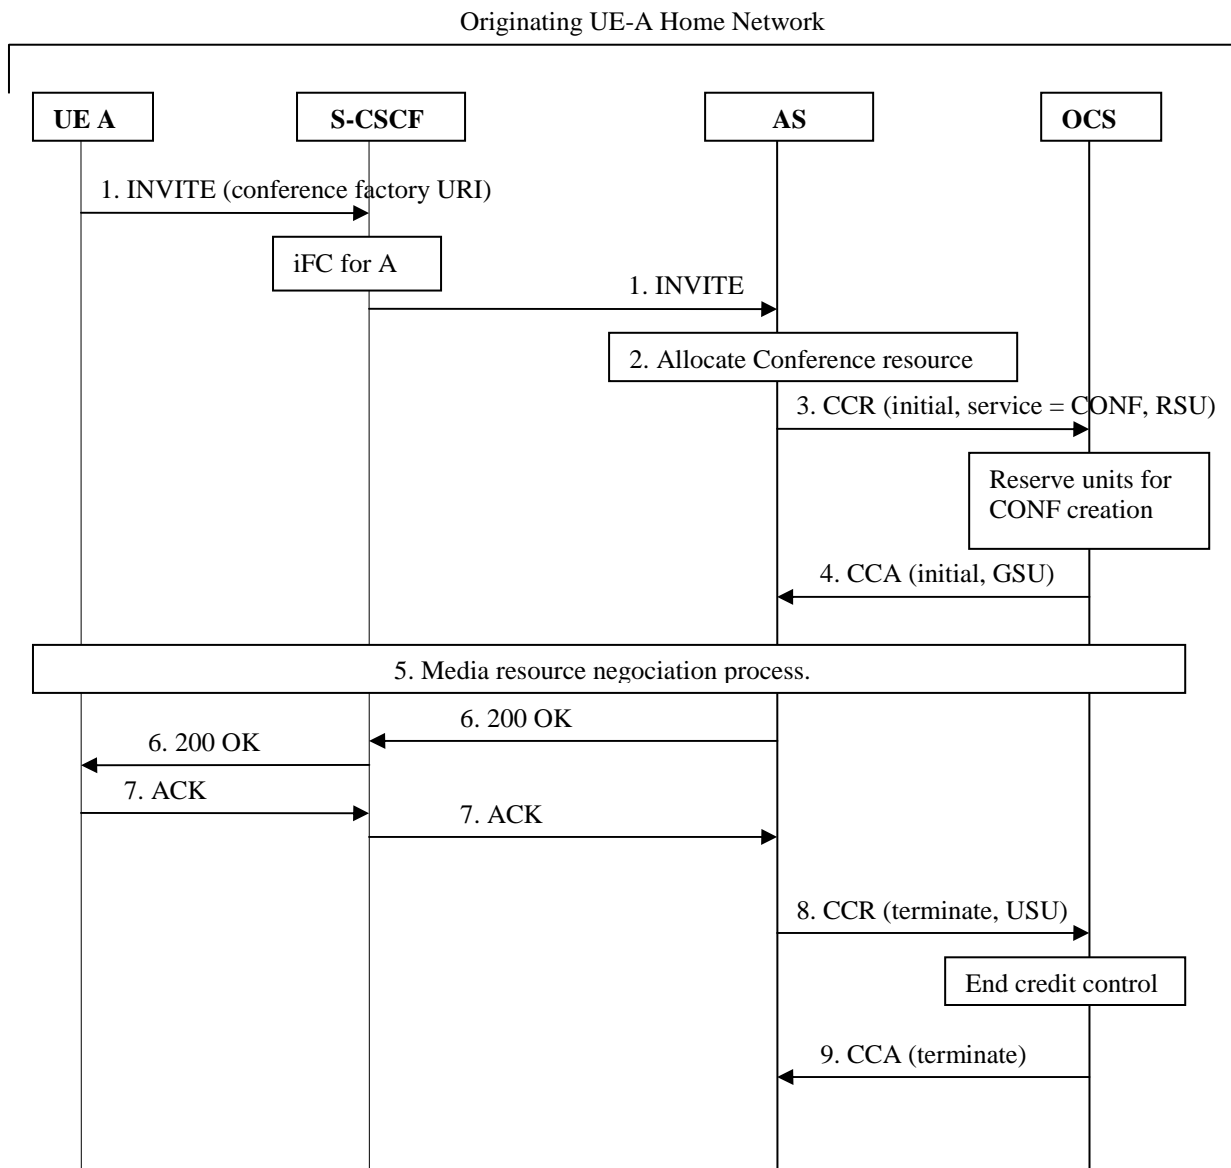 Originating UE-A Home Network
UE A
S-CSCF
AS
OCS
1. INVITE (conference factory URI)
iFC for A
1. INVITE
2. Allocate Conference resource
3. CCR (initial, service = CONF, RSU)
Reserve units for
CONF creation
4. CCA (initial, GSU)
5. Media resource negociation process.
6. 200 OK
6. 200 OK
7. ACK
7. ACK
8. CCR (terminate, USU)
End credit control
9. CCA (terminate)